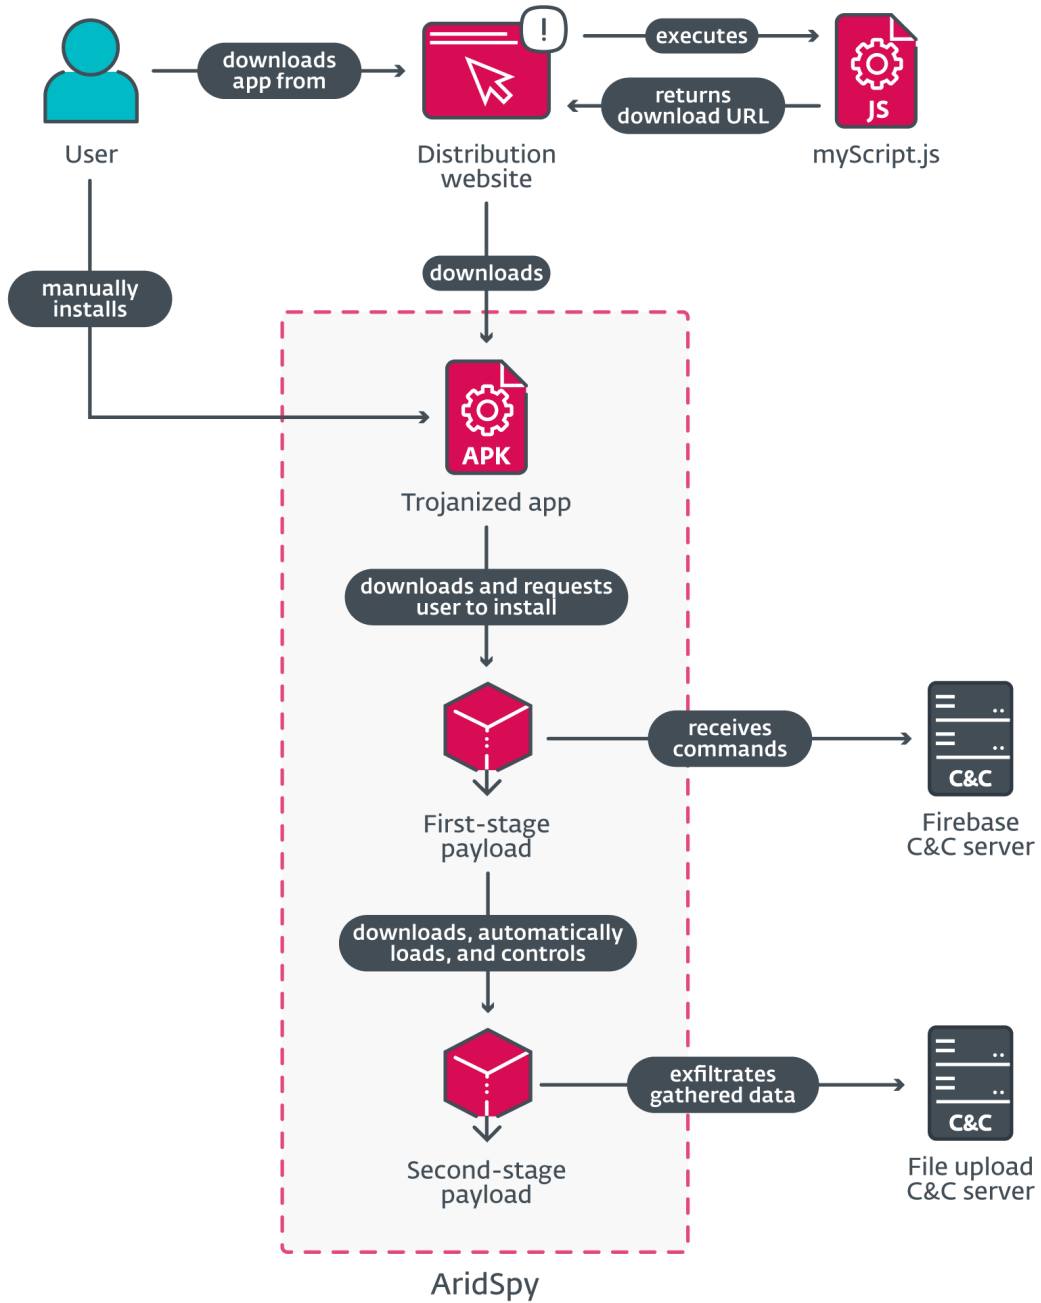 !
executes
downloads
app from
returns
download URL
JS
User
Distribution
website
myScript.js
downloads
manually
installs
APK
Trojanized app
downloads and requests
user to install
receives
commands
C&C
First-stage
payload
Firebase
C&C server
downloads, automatically
loads, and controls
exfiltrates
gathered data
C&C
Second-stage
payload
File upload
C&C server
AridSpy